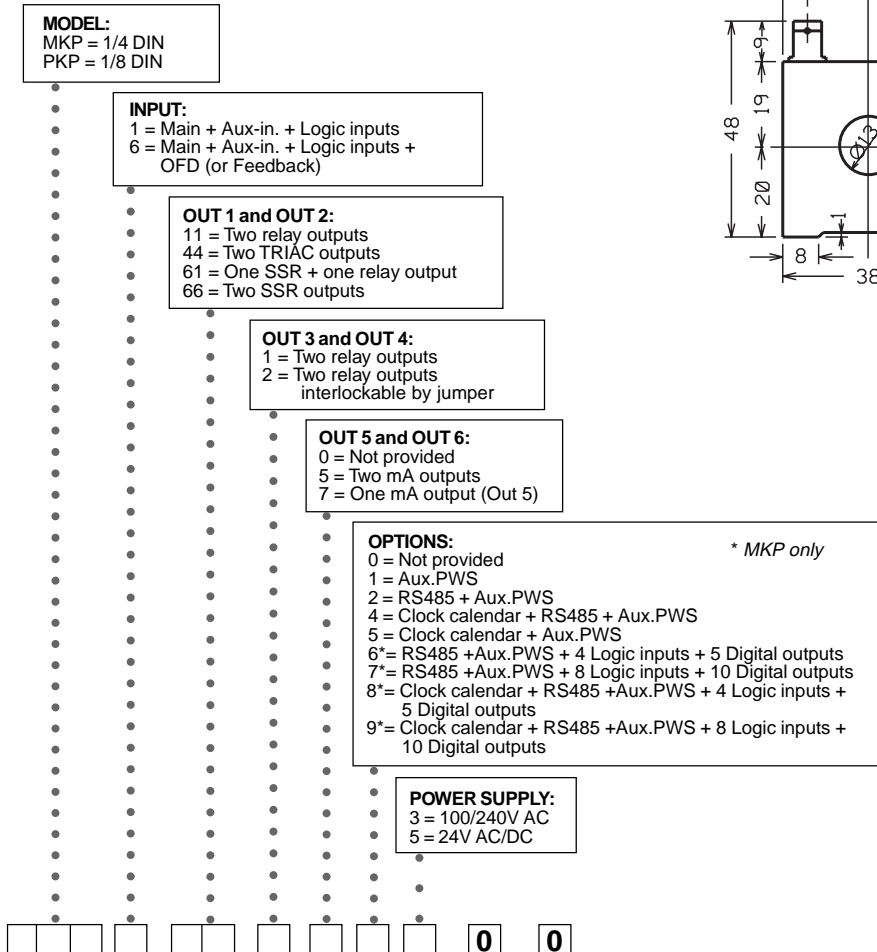 MODEL:
MKP = 1/4 DIN
PKP = 1/8 DIN
INPUT:
1 = Main + Aux-in. + Logic inputs
6 = Main + Aux-in. + Logic inputs +
OFD (or Feedback)
OUT 1 and OUT 2:
11 = Two relay outputs
44 = Two TRIAC outputs
61 = One SSR + one relay output
66 = Two SSR outputs
OUT 3 and OUT 4:
1 = Two relay outputs
2 = Two relay outputs
interlockable by jumper
OUT 5 and OUT 6:
0 = Not provided
5 = Two mA outputs
7 = One mA output (Out 5)
OPTIONS:
* MKP only
0 = Not provided
1 = Aux.PWS
2 = RS485 + Aux.PWS
4 = Clock calendar + RS485 + Aux.PWS
5 = Clock calendar + Aux.PWS
6*= RS485 +Aux.PWS + 4 Logic inputs + 5 Digital outputs
7*= RS485 +Aux.PWS + 8 Logic inputs + 10 Digital outputs
8*= Clock calendar + RS485 +Aux.PWS + 4 Logic inputs +
5 Digital outputs
9*= Clock calendar + RS485 +Aux.PWS + 8 Logic inputs +
10 Digital outputs
POWER SUPPLY:
3 = 100/240V AC
5 = 24V AC/DC
0 0
9
19
48
Ø13
20
1
8
38